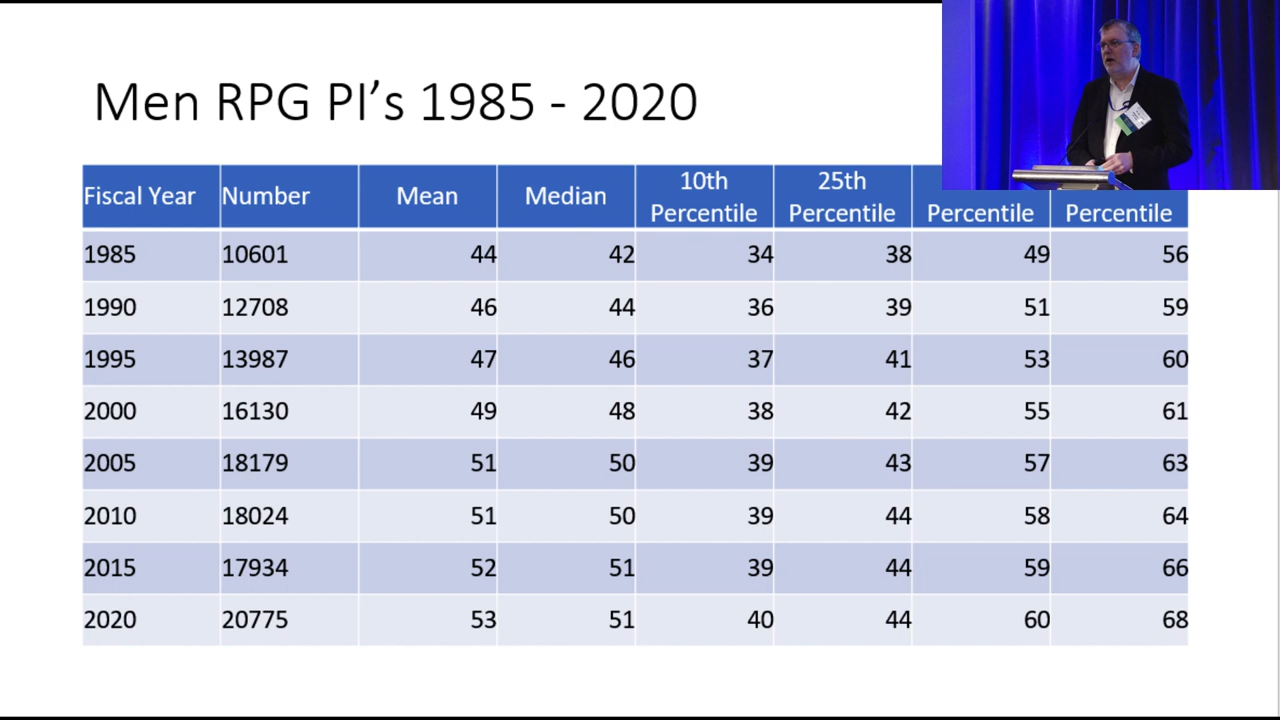 Men RPG PI's 1985 - 2020
Fiscal Year Number Mean Median 10th Percentile 25th Percentile Percentile Percentile
1985 10601 44 42 34 38 49 56
1990 12708 46 44 36 39 51 59
1995 13987 47 46 37 41 53 60
2000 16130 49 48 38 42 55 61
2005 18179 51 50 39 43 57 63
2010 18024 51 50 39 44 58 64
2015 17934 52 51 39 44 59 66
2020 20775 53 51 40 44 60 68